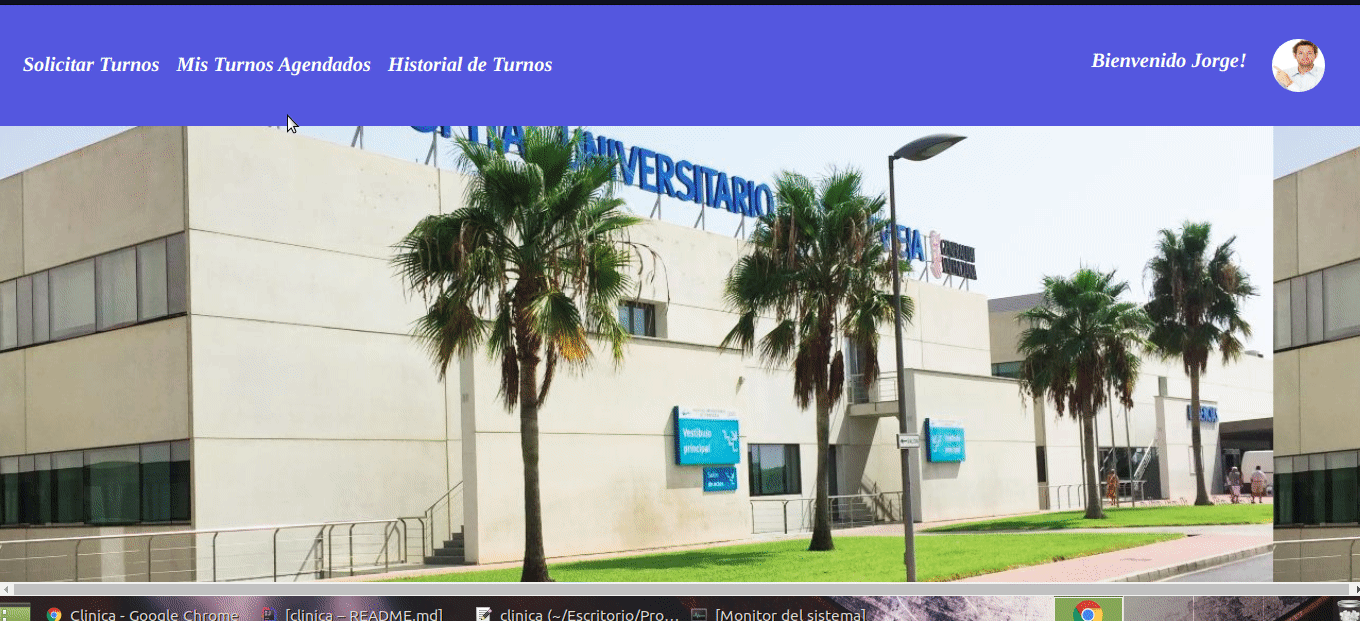 Solicitar Turnos Mis Turnos Agendados Historial de Turnos
Bienvenido Jorge!
UNIVERSITARIO
Vestíbulo
principal
Clinica - Google Chrome
[clinica – README.md]
clinica (~/Escritorio/Pro...
[Monitor del sistema]